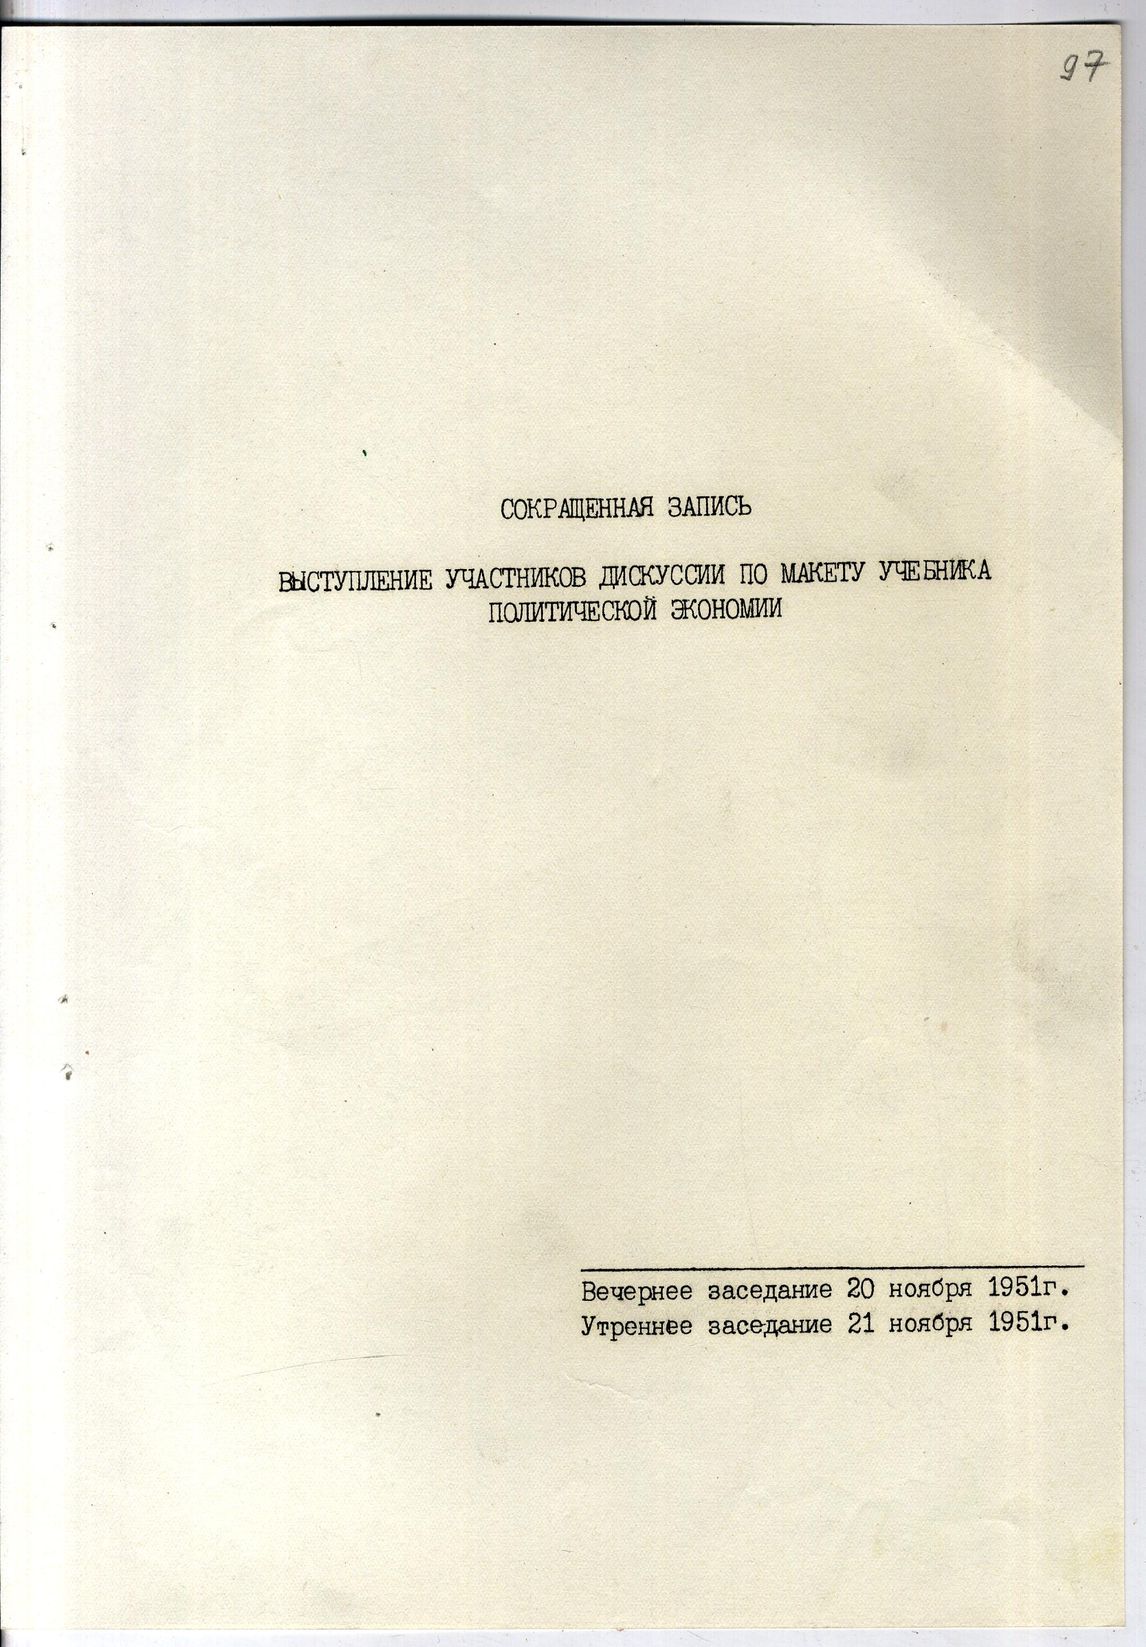 97
СОКРАЩЕННАЯ ЗАПИСЬ
ВЫСТУПЛЕНИЕ УЧАСТНИКОВ ДИСКУССИИ ПО МАКЕТУ УЧЕБНИКА
ПОЛИТИЧЕСКОЙ ЭКОНОМИИ
Вечернее заседание 20 ноября 1951г.
Утреннее заседание 21 ноября 1951г.